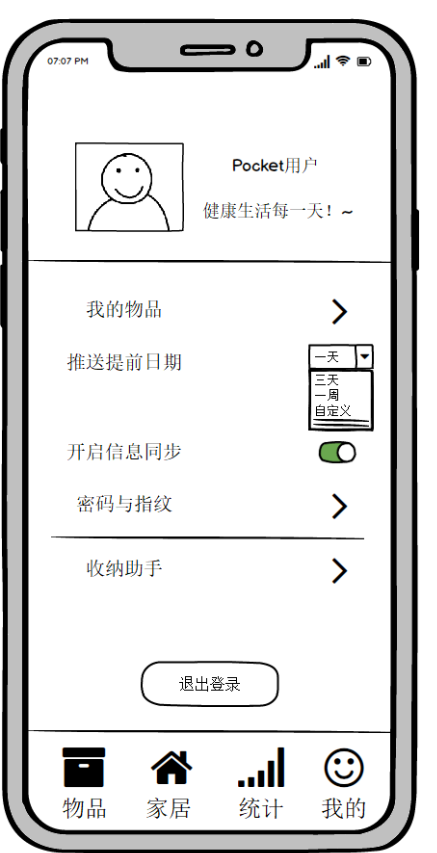 07:07 PM
Pocket用户
健康生活每一天！~
我的物品
推送提前日期
一天
三天
一周
自定义
开启信息同步
密码与指纹
收纳助手
退出登录
物品 家居 统计 我的